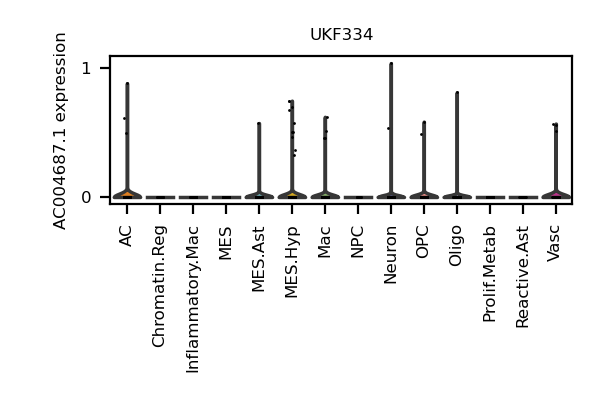 UKF334
AC004687.1 expression
1
0
AC
Chromatin.Reg
Inflammatory.Mac
MES
MES.Ast
MES.Hyp
Mac
NPC
Neuron
OPC
Oligo
Prolif.Metab
Reactive.Ast
Vasc